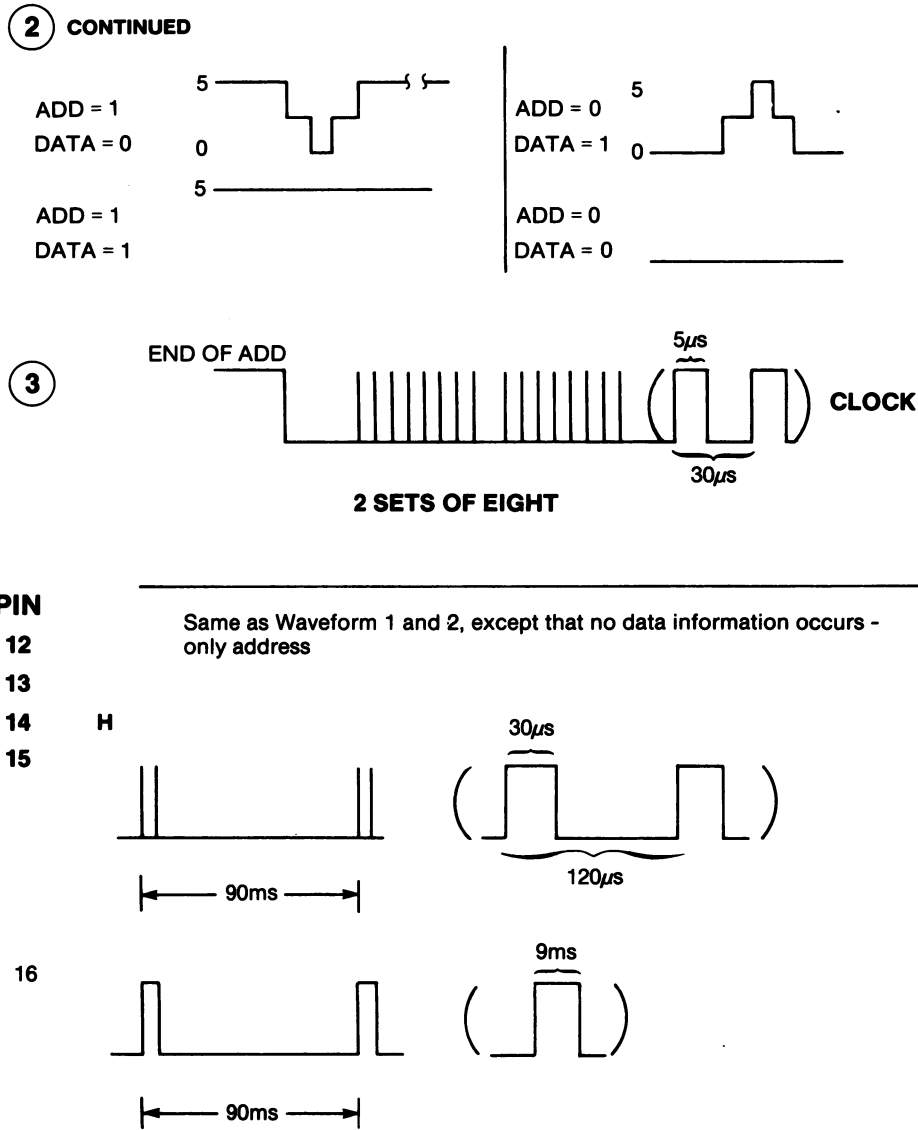 2 CONTINUED
5
ADD = 1
DATA = 0
0
5
ADD = 1
DATA = 1
5
ADD = 0
DATA = 1
0
ADD = 0
DATA = 0
3
END OF ADD
5µs
CLOCK
30µs
2 SETS OF EIGHT
PIN
12
Same as Waveform 1 and 2, except that no data information occurs -
only address
13
14 H
15
30µs
120µs
90ms
16
9ms
90ms